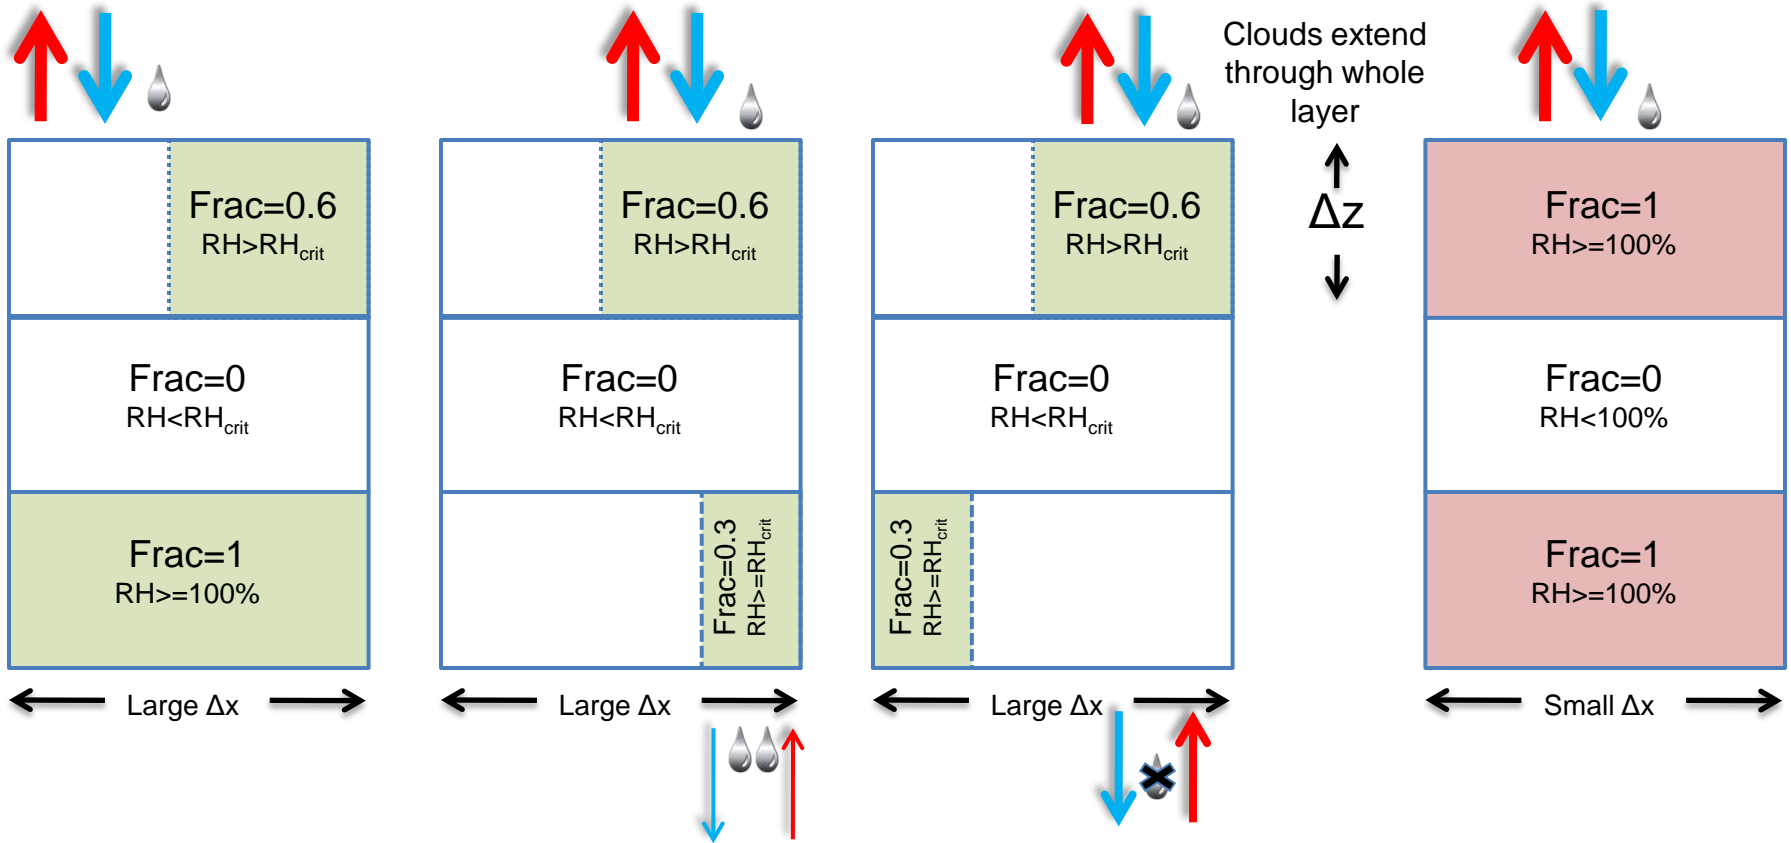 Clouds extend
through whole
layer
Frac=0.6
RH>RHcrit
Frac=0
RH<RHcrit
Frac=1
RH>=100%
Large Δx
Frac=0.6
RH>RHcrit
Frac=0
RH<RHcrit
Frac=0.3
RH>=RHcrit
Large Δx
Frac=0.6
RH>RHcrit
Frac=0
RH<RHcrit
Frac=0.3
RH>=RHcrit
Large Δx
Δz
Frac=1
RH>=100%
Frac=0
RH<100%
Frac=1
RH>=100%
Small Δx